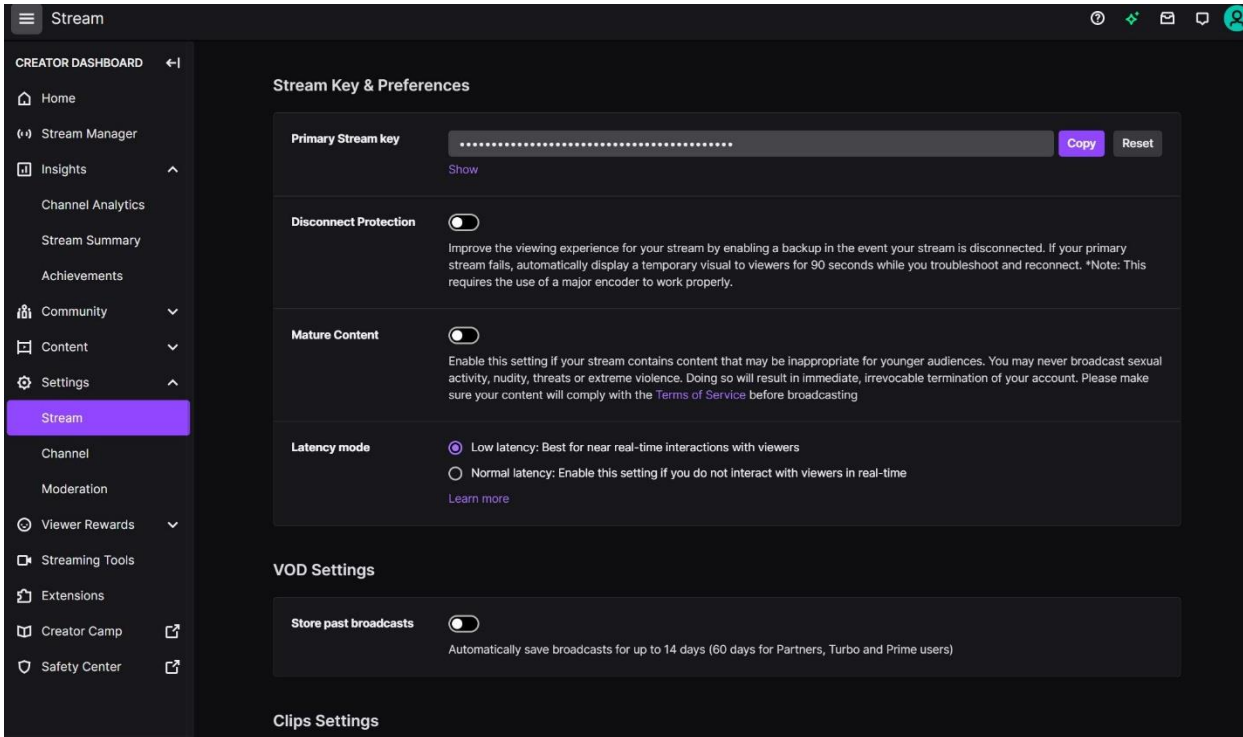 Stream
CREATOR DASHBOARD
Home
Stream Manager
Insights
Channel Analytics
Stream Summary
Achievements
Community
Content
Settings
Stream
Channel
Moderation
Viewer Rewards
Streaming Tools
Extensions
Creator Camp
Safety Center
Stream Key & Preferences
Primary Stream key
Copy
Reset
Show
Disconnect Protection
Improve the viewing experience for your stream by enabling a backup in the event your stream is disconnected. If your primary
stream fails, automatically display a temporary visual to viewers for 90 seconds while you troubleshoot and reconnect. *Note: This
requires the use of a major encoder to work properly.
Mature Content
Enable this setting if your stream contains content that may be inappropriate for younger audiences. You may never broadcast sexual
activity, nudity, threats or extreme violence. Doing so will result in immediate, irrevocable termination of your account. Please make
sure your content will comply with the Terms of Service before broadcasting
Latency mode
Low latency: Best for near real-time interactions with viewers
Normal latency: Enable this setting if you do not interact with viewers in real-time
Learn more
VOD Settings
Store past broadcasts
Automatically save broadcasts for up to 14 days (60 days for Partners, Turbo and Prime users)
Clips Settings